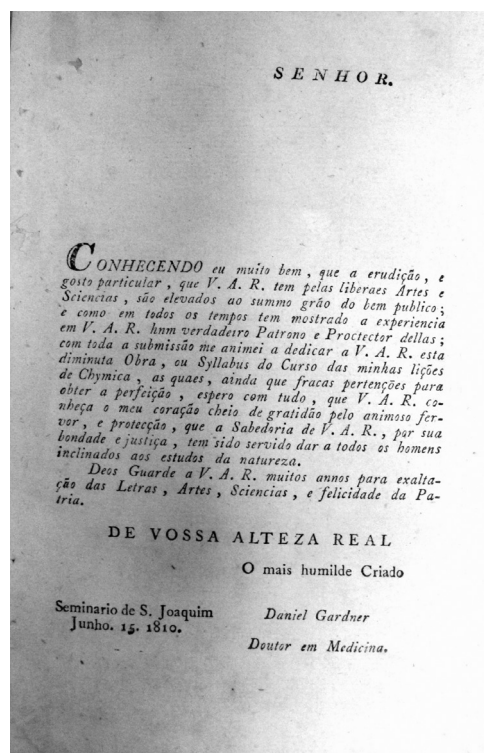 SENHOR.
CONHECENDO eu muito bem, que a erudição, e
gosto particular, que V. A. R. tem pelas liberaes Artes e
Sciencias, são elevados ao summo grão do bem publico;
e como em todos os tempos tem mostrado a experiencia
em V. A. R. hnm verdadeiro Patrono e Proctector dellas;
com toda a submissão me animei a dedicar a V. A. R. esta
diminuta Obra, ou Syllabus do Curso das minhas lições
de Chymica, as quaes, ainda que fracas pertenções para
obter a perfeição, espero com tudo, que V. A. R. co-
nheça o meu coração cheio de gratidão pelo animoso fer-
vor, e protecção, que a Sabedoria de V. A. R., por sua
bondade e justiça, tem sido servido dar a todos os homens
inclinados aos estudos da natureza.
Deos Guarde a V. A. R. muitos annos para exalta-
ção das Letras, Artes, Sciencias, e felicidade da Pa-
tria.
DE VOSSA ALTEZA REAL
O mais humilde Criado
Seminario de S. Joaquim
Junho. 15. 1810.
Daniel Gardner
Doutor em Medicina.